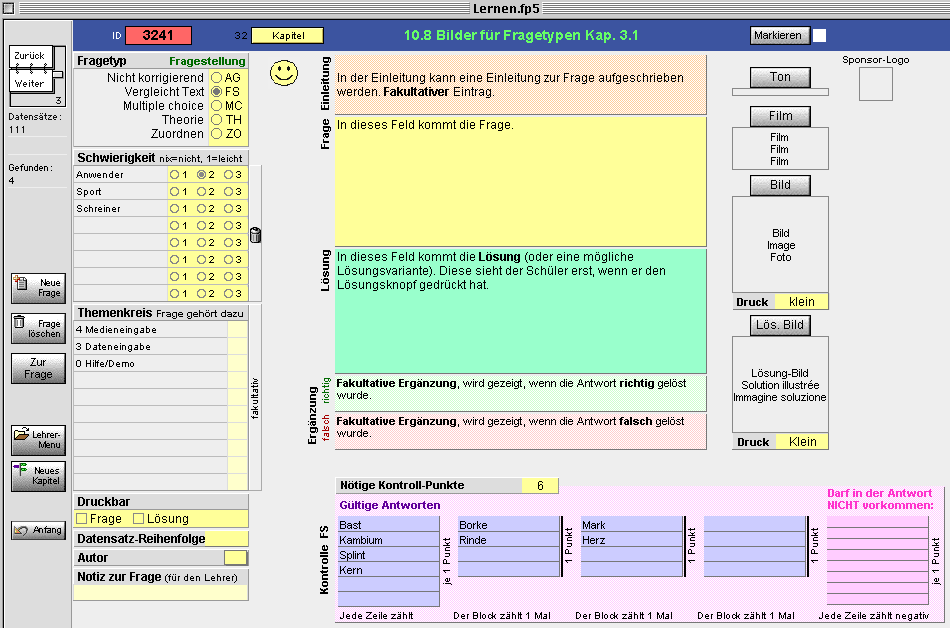 Lernen.fp5
ID 3241 32 Kapitel 10.8 Bilder für Fragetypen Kap. 3.1 Markieren
Zurück
Weiter
3
Datensätze:
111
Gefunden:
4
Neue
Frage
Frage
löschen
Zur
Frage
Lehrer-
Menu
Neues
Kapitel
Anfang
Fragetyp Fragestellung
Nicht korrigierend AG
Vergleicht Text FS
Multiple choice MC
Theorie TH
Zuordnen ZO
Schwierigkeit nix=nicht, 1=leicht
Anwender 1 2 3
Sport 1 2 3
Schreiner 1 2 3
1 2 3
1 2 3
1 2 3
1 2 3
1 2 3
Themenkreis Frage gehört dazu
4 Medieneingabe
3 Dateneingabe
0 Hilfe/Demo
fakultativ
Druckbar
Frage Lösung
Datensatz-Reihenfolge
Autor
Notiz zur Frage (für den Lehrer)
Einleitung
In der Einleitung kann eine Einleitung zur Frage aufgeschrieben
werden. Fakultativer Eintrag.
Frage
In dieses Feld kommt die Frage.
Lösung
In dieses Feld kommt die Lösung (oder eine mögliche
Lösungsvariante). Diese sieht der Schüler erst, wenn er den
Lösungsknopf gedrückt hat.
Ergänzung
richtig
Fakultative Ergänzung, wird gezeigt, wenn die Antwort richtig gelöst
wurde.
falsch
Fakultative Ergänzung, wird gezeigt, wenn die Antwort falsch gelöst
wurde.
Ton
Film
Film
Film
Film
Bild
Bild
Image
Foto
Druck klein
Lös. Bild
Lösung-Bild
Solution illustrée
Immagine soluzione
Druck Klein
Sponsor-Logo
Nötige Kontroll-Punkte 6
Kontrolle FS
Gültige Antworten
Bast
Kambium
Splint
Kern
je 1 Punkt
Jede Zeile zählt
Borke
Rinde
1 Punkt
Der Block zählt 1 Mal
Mark
Herz
1 Punkt
Der Block zählt 1 Mal
1 Punkt
Der Block zählt 1 Mal
Darf in der Antwort
NICHT vorkommen:
je 1 Punkt
Jede Zeile zählt negativ